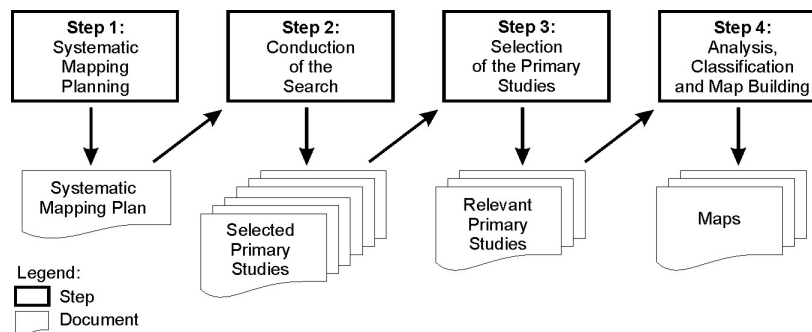 Step 1:
Systematic
Mapping
Planning
Step 2:
Conduction
of the
Search
Step 3:
Selection
of the Primary
Studies
Step 4:
Analysis,
Classification
and Map Building
Systematic
Mapping Plan
Selected
Primary
Studies
Relevant
Primary
Studies
Maps
Legend:
Step
Document